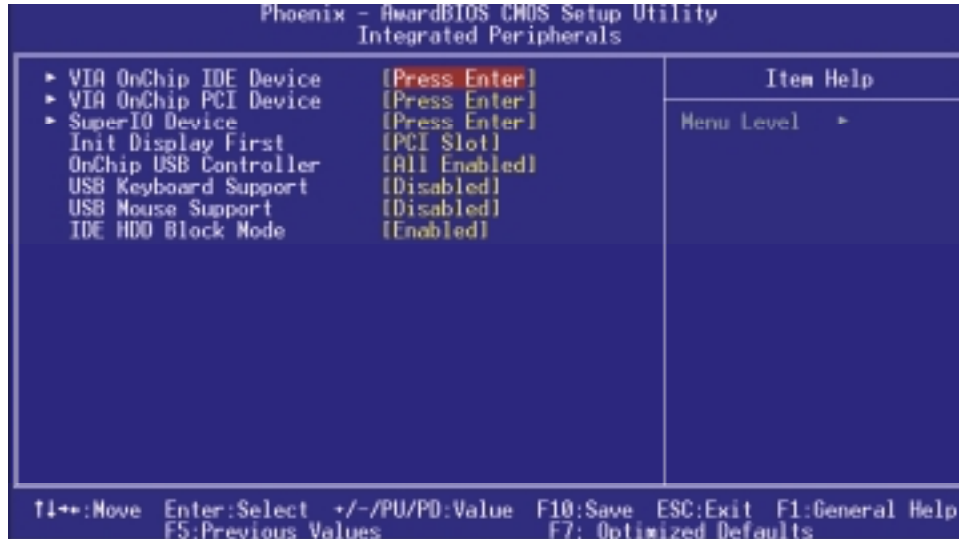 Phoenix - AwardBIOS CMOS Setup Utility
Integrated Peripherals
► VIA OnChip IDE Device [Press Enter]
► VIA OnChip PCI Device [Press Enter]
► SuperIO Device [Press Enter]
Init Display First [PCI Slot]
OnChip USB Controller [All Enabled]
USB Keyboard Support [Disabled]
USB Mouse Support [Disabled]
IDE HDD Block Mode [Enabled]
Item Help
Menu Level ►
↑↓→←:Move Enter:Select +/-/PU/PD:Value F10:Save ESC:Exit F1:General Help
F5:Previous Values F7: Optimized Defaults